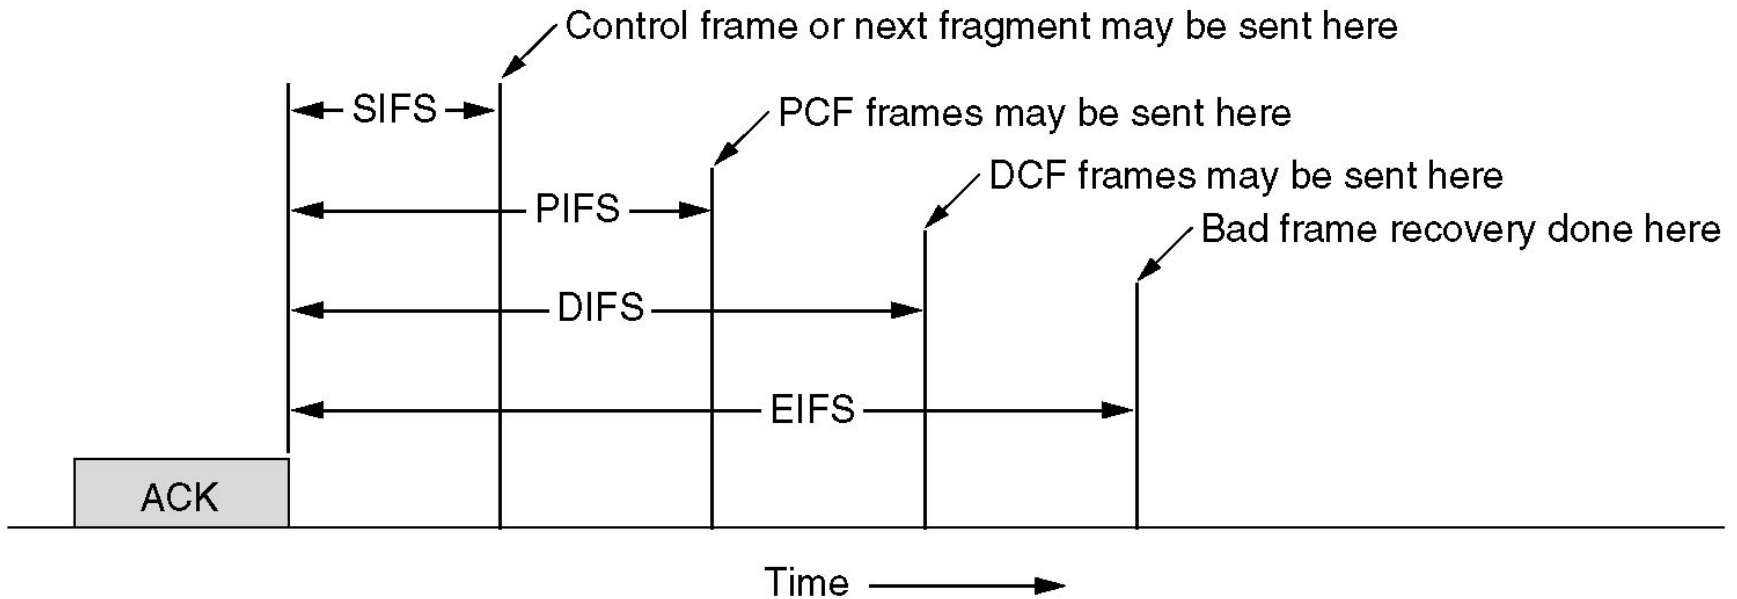 Control frame or next fragment may be sent here
SIFS
PCF frames may be sent here
DCF frames may be sent here
PIFS
Bad frame recovery done here
DIFS
EIFS
ACK
Time